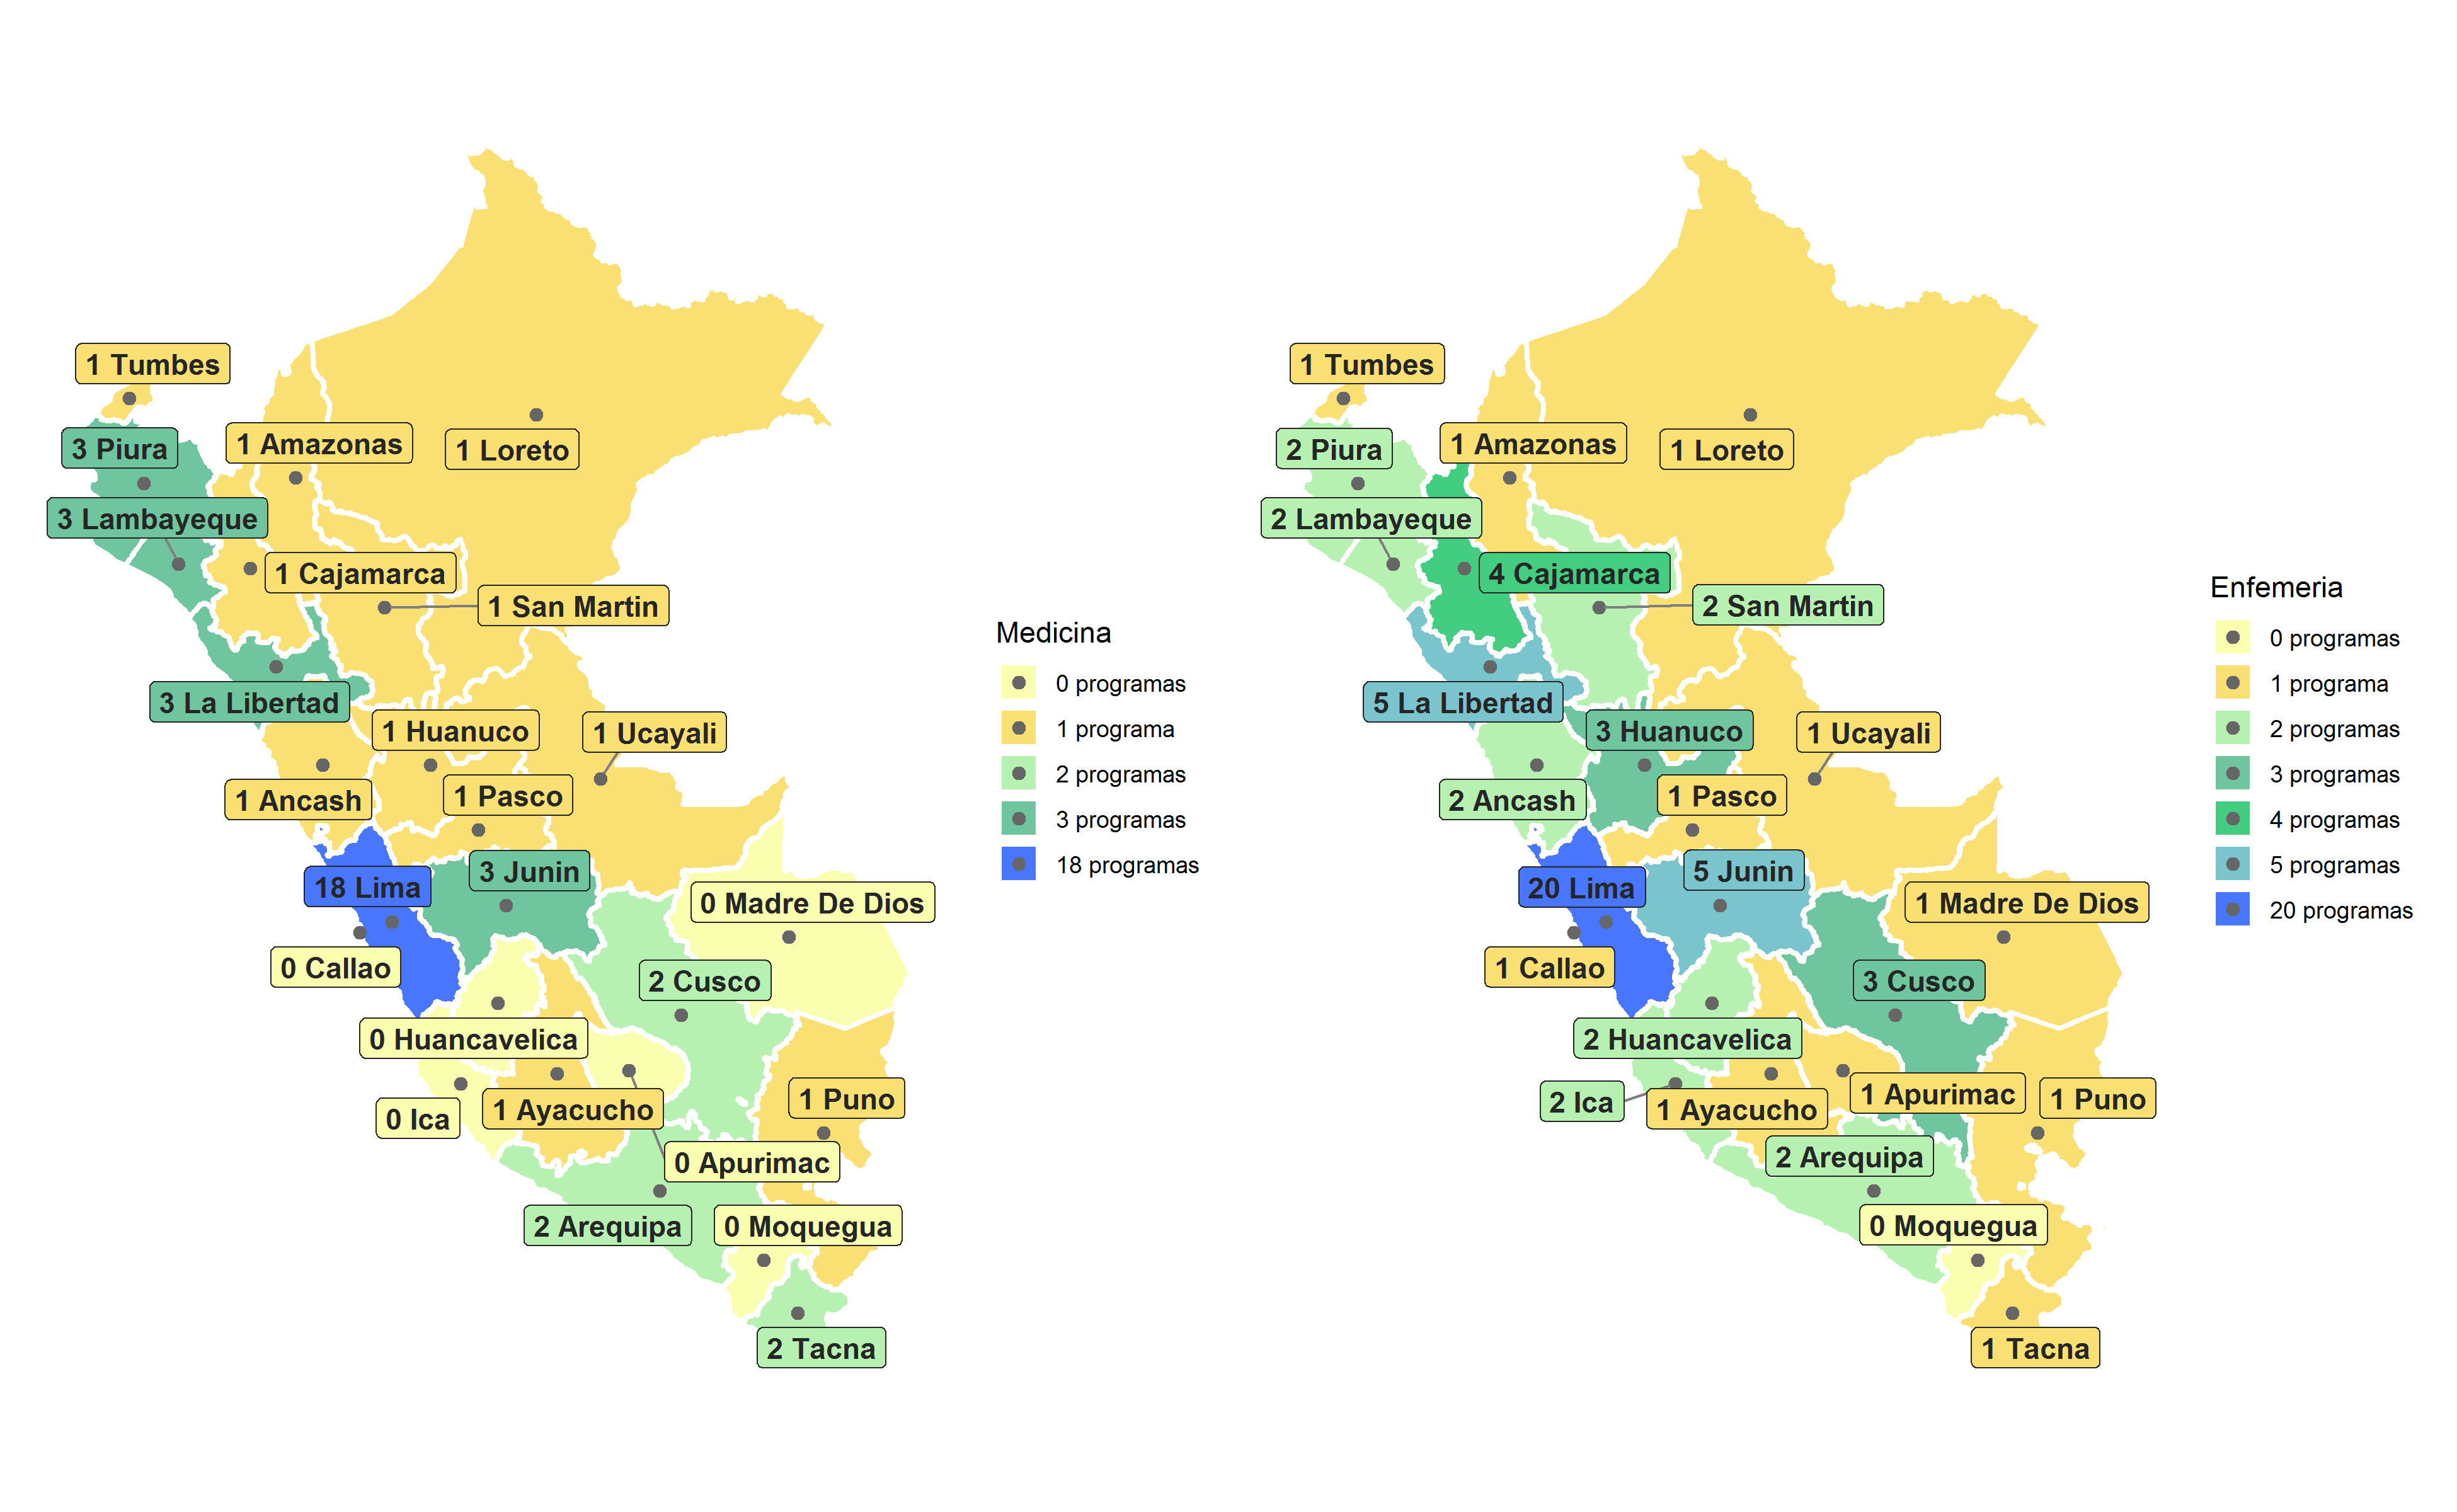 1 Tumbes
3 Piura
1 Amazonas
1 Loreto
3 Lambayeque
1 Cajamarca
1 San Martin
3 La Libertad
1 Huanuco
1 Ucayali
1 Ancash
1 Pasco
3 Junin
18 Lima
0 Madre De Dios
0 Callao
2 Cusco
0 Huancavelica
0 Ica
1 Ayacucho
1 Puno
0 Apurimac
2 Arequipa
0 Moquegua
2 Tacna
Medicina
0 programas
1 programa
2 programas
3 programas
18 programas
1 Tumbes
2 Piura
1 Amazonas
1 Loreto
2 Lambayeque
4 Cajamarca
2 San Martin
5 La Libertad
3 Huanuco
1 Ucayali
2 Ancash
1 Pasco
5 Junin
20 Lima
1 Madre De Dios
1 Callao
3 Cusco
2 Huancavelica
2 Ica
1 Ayacucho
1 Apurimac
1 Puno
2 Arequipa
0 Moquegua
1 Tacna
Enfemeria
0 programas
1 programa
2 programas
3 programas
4 programas
5 programas
20 programas